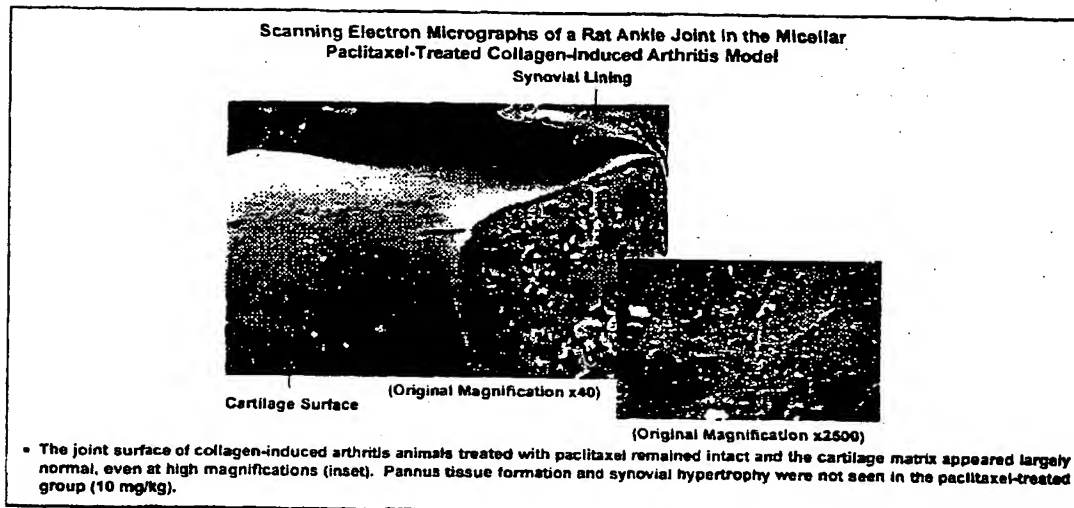 Scanning Electron Micrographs of a Rat Ankle Joint in the Micellar
Paclitaxel-Treated Collagen-Induced Arthritis Model
Synovial Lining
Cartilage Surface
(Original Magnification x40)
(Original Magnification x2500)
• The joint surface of collagen-induced arthritis animals treated with paclitaxel remained intact and the cartilage matrix appeared largely
normal, even at high magnifications (inset). Pannus tissue formation and synovial hypertrophy were not seen in the paclitaxel-treated
group (10 mg/kg).